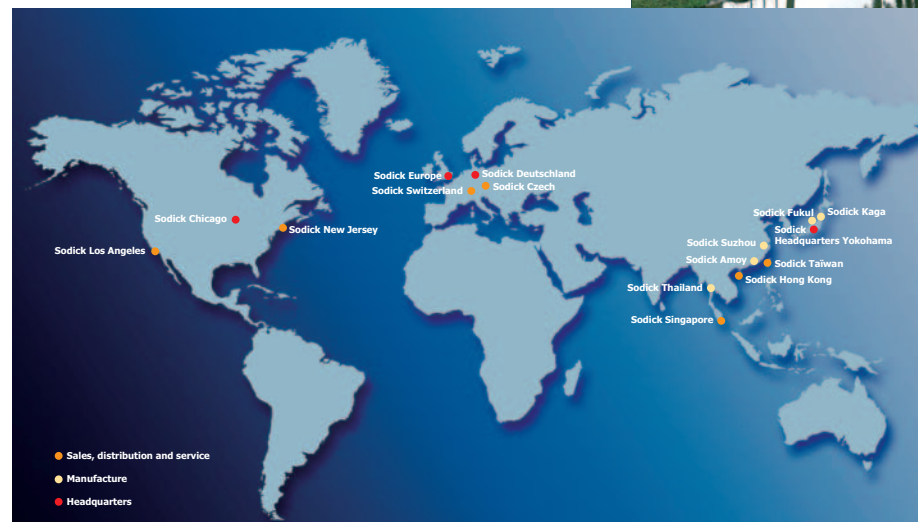 Sodick Europe
Sodick Deutschland
Sodick Switzerland
Sodick Czech
Sodick Chicago
Sodick New Jersey
Sodick Los Angeles
Sodick Fukul
Sodick Kaga
Sodick
Headquarters Yokohama
Sodick Suzhou
Sodick Amoy
Sodick Taïwan
Sodick Hong Kong
Sodick Thailand
Sodick Singapore
Sales, distribution and service
Manufacture
Headquarters